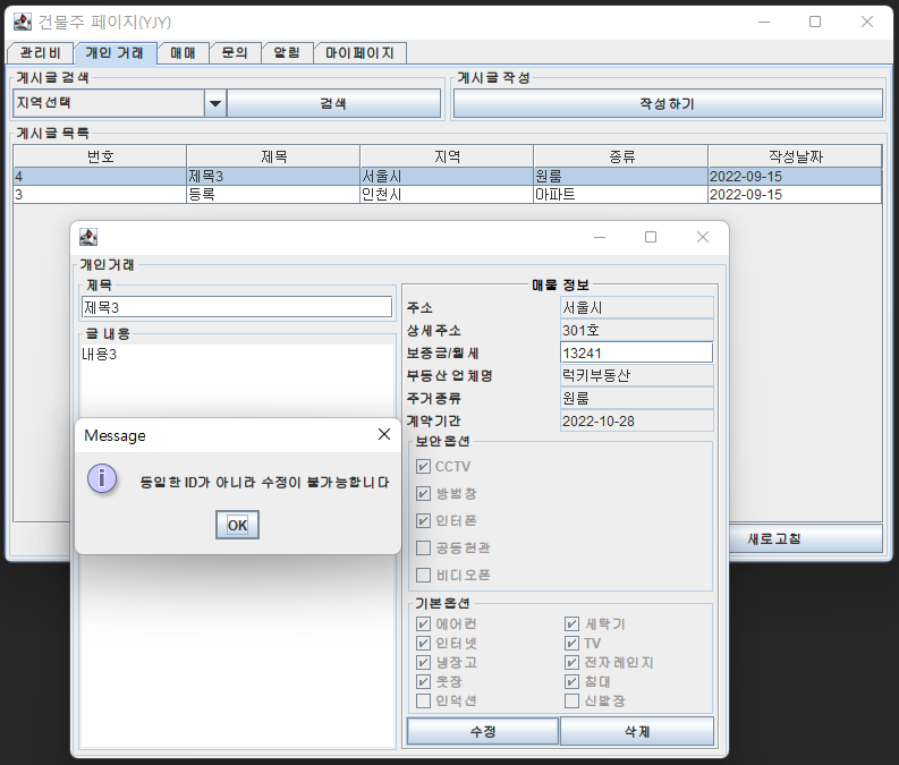 건물주 페이지(YJY)
관리비 개인 거래 매매 문의 알림 마이페이지
게시글 검색 게시글 작성
지역선택 검색 작성하기
게시글 목록
번호 제목 지역 종류 작성날짜
4 제목3 서울시 원룸 2022-09-15
3 등록 인천시 아파트 2022-09-15
개인거래
제목
제목3
글 내용
내용3
매물 정보
주소 서울시
상세주소 301호
보증금/월세 13241
부동산 업체명 럭키부동산
주거종류 원룸
계약기간 2022-10-28
보안옵션
CCTV
방범창
인터폰
공동현관
비디오폰
기본옵션
에어컨 세탁기
인터넷 TV
냉장고 전자레인지
옷장 침대
인덕션 신발장
수정 삭제
Message
동일한 ID가 아니라 수정이 불가능합니다
OK
새로고침